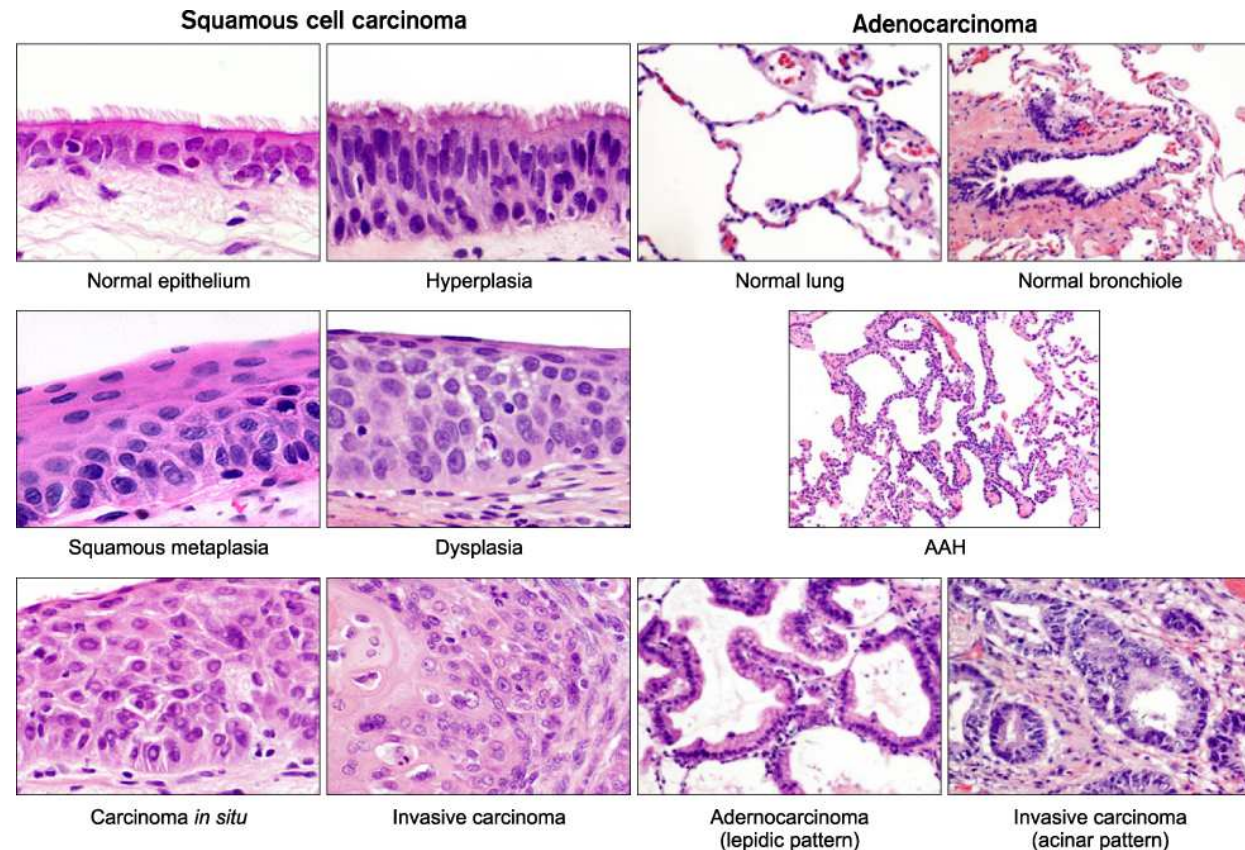 Squamous cell carcinoma
Adenocarcinoma
Normal epithelium
Hyperplasia
Normal lung
Normal bronchiole
Squamous metaplasia
Dysplasia
AAH
Carcinoma in situ
Invasive carcinoma
Adernocarcinoma
(lepidic pattern)
Invasive carcinoma
(acinar pattern)